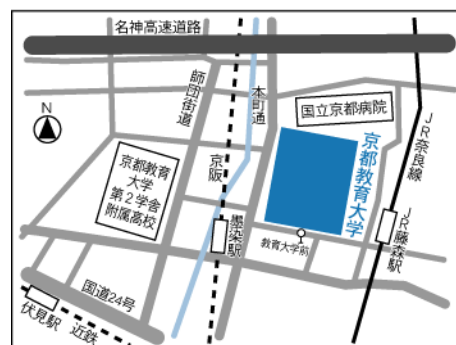 名神高速道路
師団街道
本町通
国立京都病院
JR奈良線
N
京都教育
大学
第2学舎
附属高校
京阪
京都教育大学
墨染駅
教育大学前
JR藤森駅
国道24号
伏見駅
近鉄